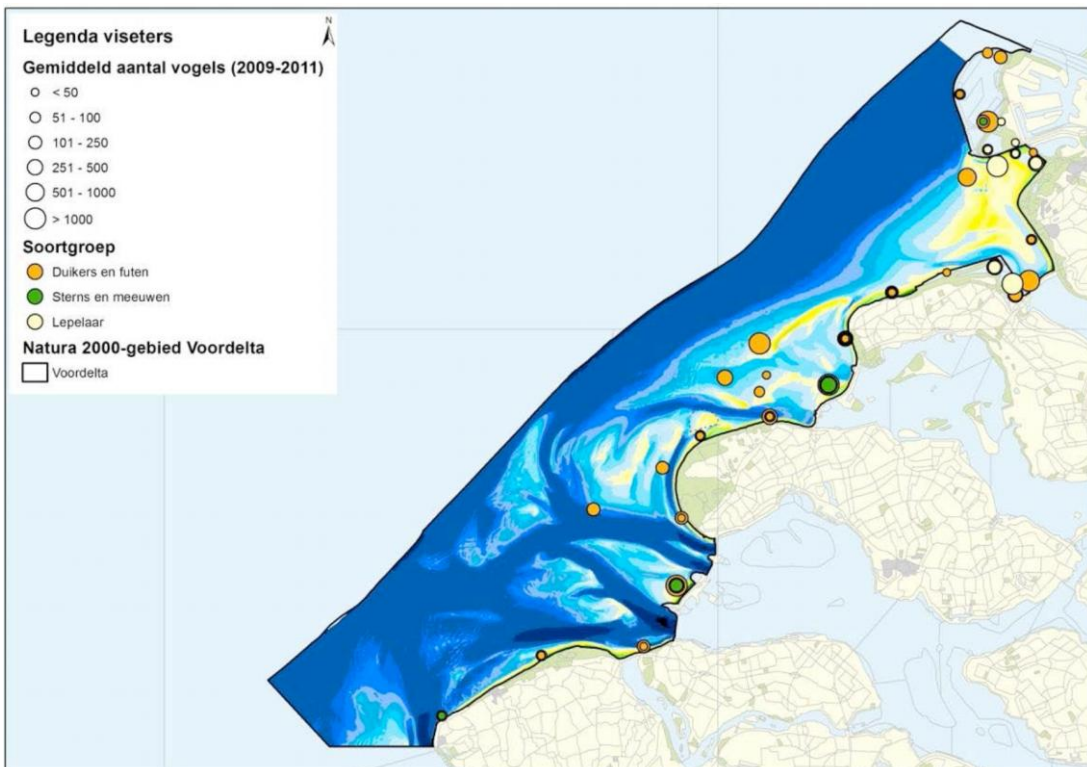 Legenda viseters
N
Gemiddeld aantal vogels (2009-2011)
< 50
51 - 100
101 - 250
251 - 500
501 - 1000
> 1000
Soortgroep
Duikers en futen
Sterns en meeuwen
Lepelaar
Natura 2000-gebied Voordelta
Voordelta